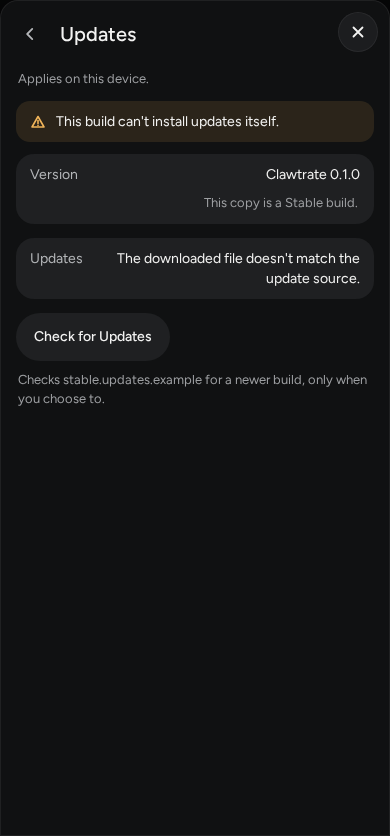 Updates
Applies on this device.
This build can't install updates itself.
Version
Clawtrate 0.1.0
This copy is a Stable build.
Updates
The downloaded file doesn't match the
update source.
Check for Updates
Checks stable.updates.example for a newer build, only when
you choose to.